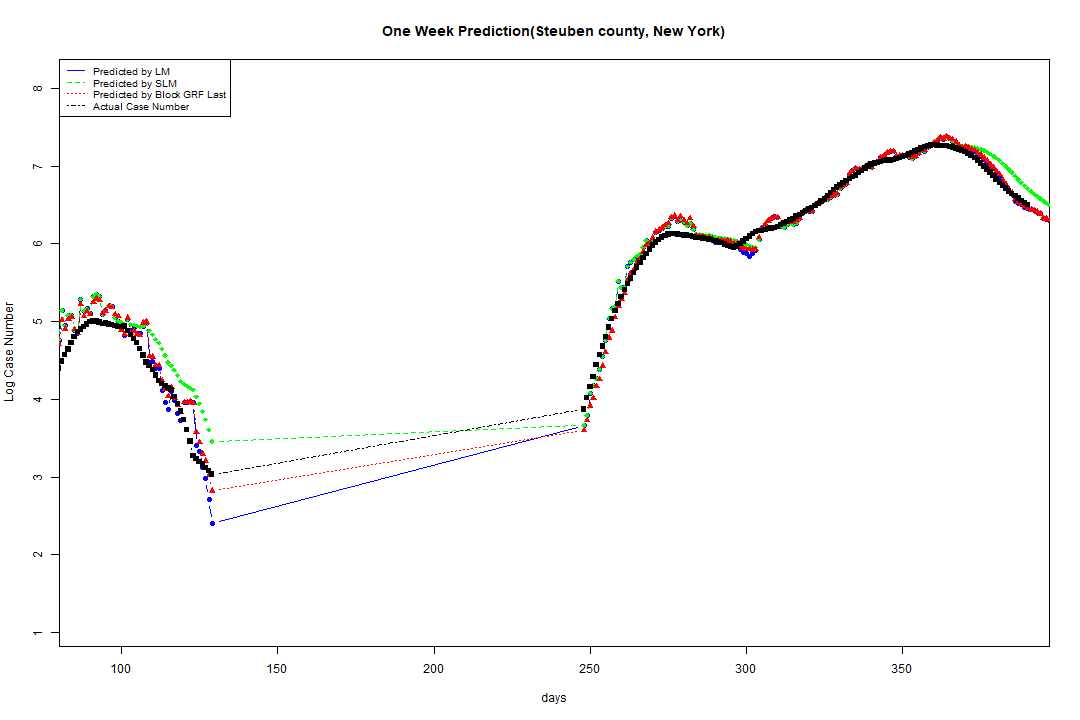 One Week Prediction(Steuben county, New York)
Predicted by LM
Predicted by SLM
Predicted by Block GRF Last
Actual Case Number
8
7
6
5
4
3
2
1
Log Case Number
100 150 200 250 300 350
days